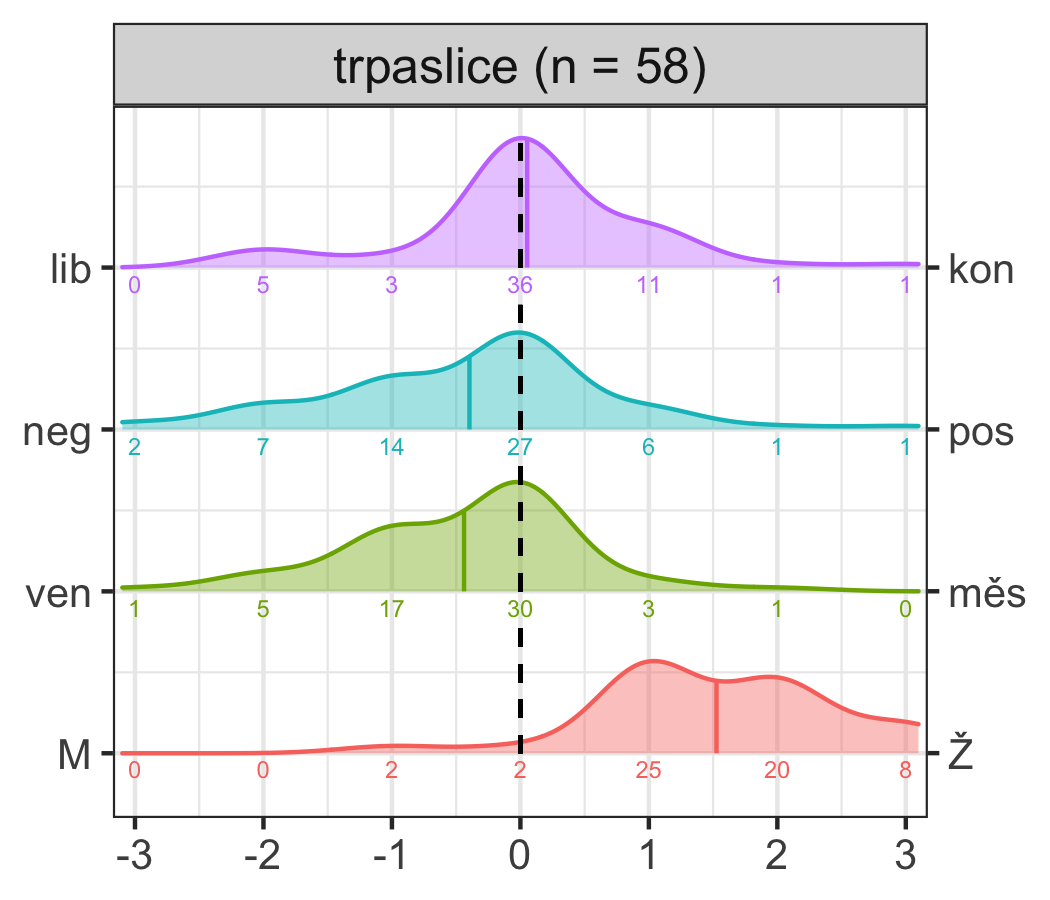 trpaslice (n = 58)
lib kon
0 5 3 36 11 1 1
neg pos
2 7 14 27 6 1 1
ven měs
1 5 17 30 3 1 0
M Ž
0 0 2 2 25 20 8
-3 -2 -1 0 1 2 3